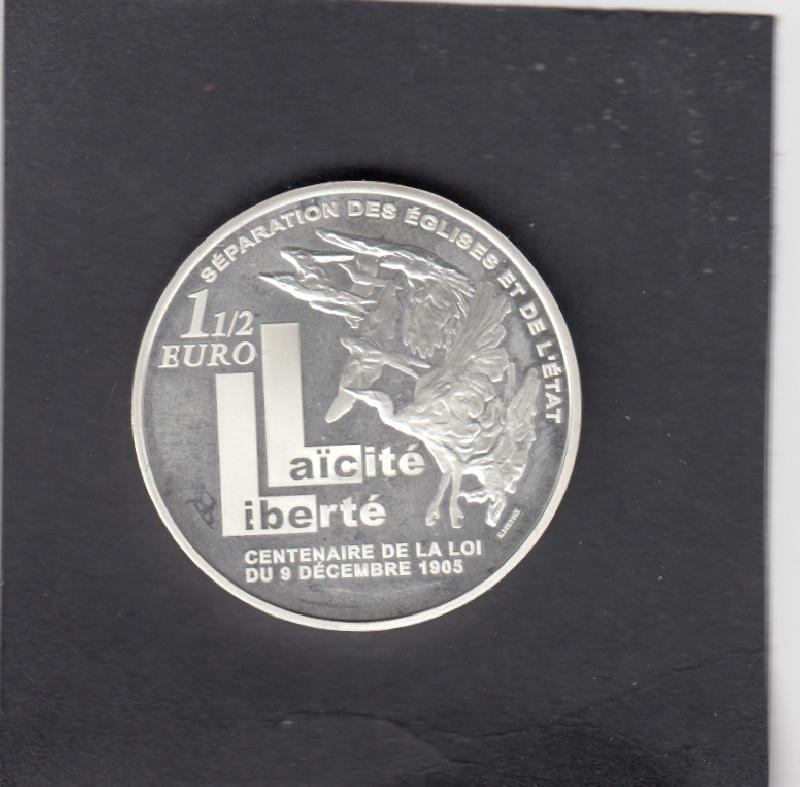 SÉPARATION DES ÉGLISES ET DE L'ÉTAT
1 1/2
EURO
Laïcité
Liberté
CENTENAIRE DE LA LOI
DU 9 DÉCEMBRE 1905